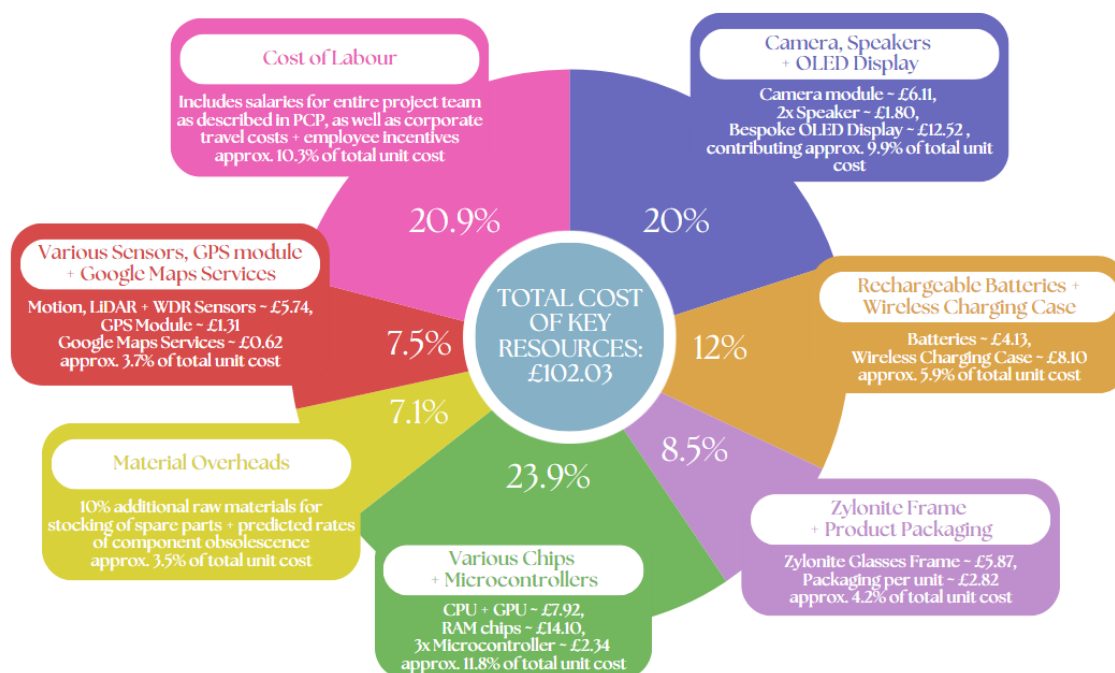 Cost of Labour
Includes salaries for entire project team
as described in PCP, as well as corporate
travel costs + employee incentives
approx. 10.3% of total unit cost
20.9%
Camera, Speakers
+ OLED Display
Camera module ~ £6.11,
2x Speaker ~ £1.80,
Bespoke OLED Display ~ £12.52 ,
contributing approx. 9.9% of total unit
cost
20%
Various Sensors, GPS module
+ Google Maps Services
Motion, LiDAR + WDR Sensors ~ £5.74,
GPS Module ~ £1.31
Google Maps Services ~ £0.62
approx. 3.7% of total unit cost
7.5%
TOTAL COST
OF KEY
RESOURCES:
£102.03
Rechargeable Batteries +
Wireless Charging Case
Batteries ~ £4.13,
Wireless Charging Case ~ £8.10
approx. 5.9% of total unit cost
12%
Material Overheads
10% additional raw materials for
stocking of spare parts + predicted rates
of component obsolescence
approx. 3.5% of total unit cost
7.1%
Various Chips
+ Microcontrollers
CPU + GPU ~ £7.92,
RAM chips ~ £14.10,
3x Microcontroller ~ £2.34
approx. 11.8% of total unit cost
23.9%
Zylonite Frame
+ Product Packaging
Zylonite Glasses Frame ~ £5.87,
Packaging per unit ~ £2.82
approx. 4.2% of total unit cost
8.5%